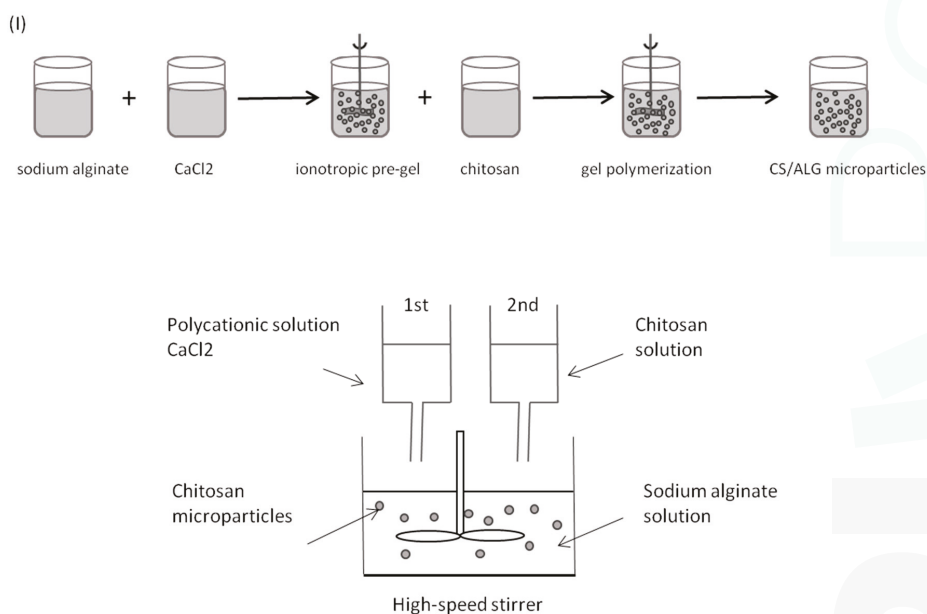 (I)
sodium alginate
+
CaCl2
ionotropic pre-gel
+
chitosan
gel polymerization
CS/ALG microparticles
1st
2nd
Polycationic solution
CaCl2
Chitosan
solution
Chitosan
microparticles
Sodium alginate
solution
High-speed stirrer